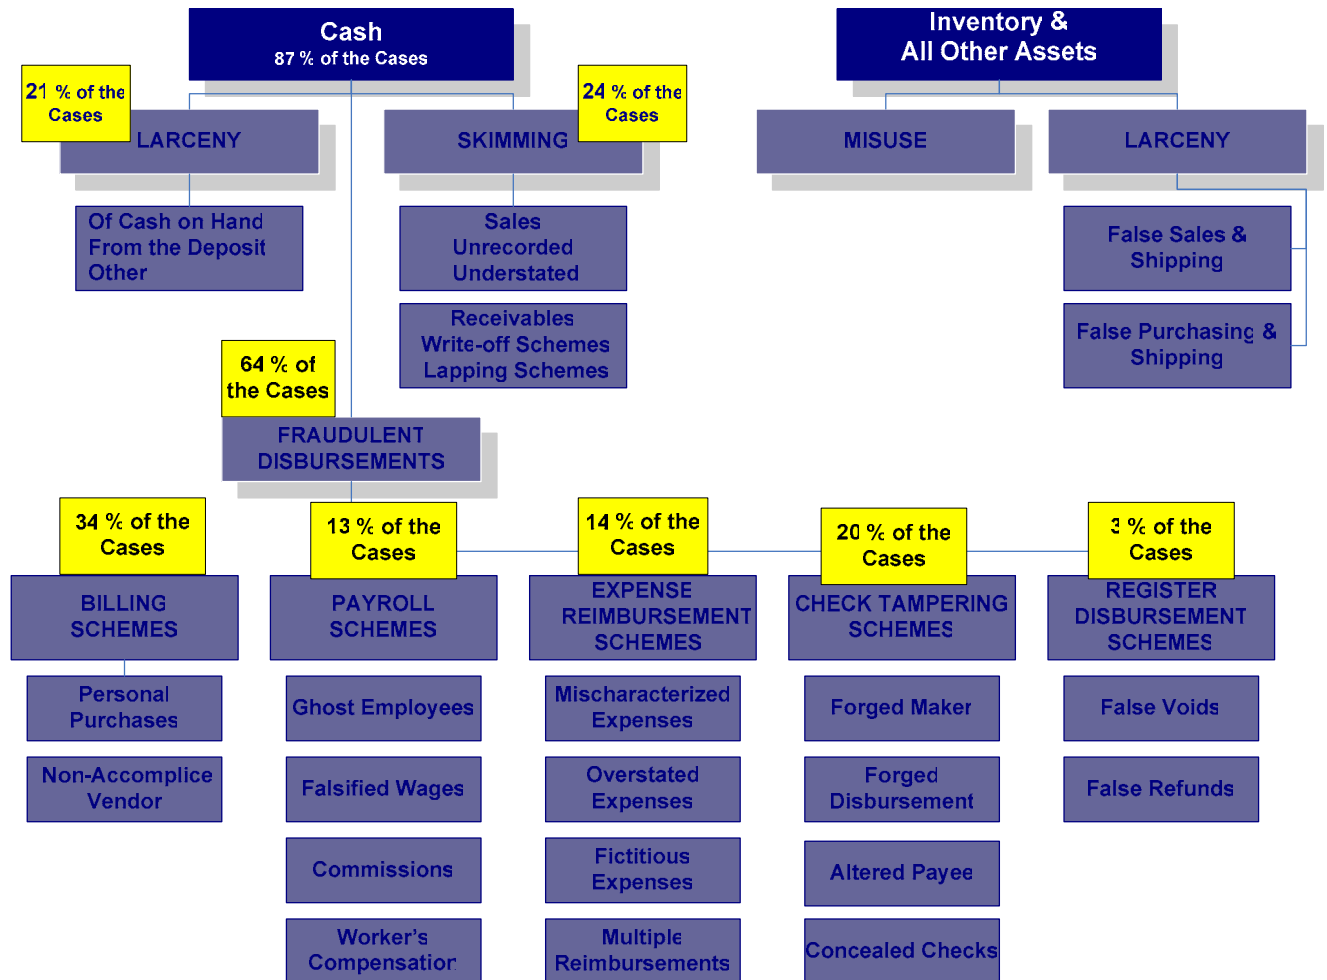 Cash
87 % of the Cases
Inventory &
All Other Assets
21 % of the
Cases
LARCENY
24 % of the
Cases
SKIMMING
MISUSE
LARCENY
Of Cash on Hand
From the Deposit
Other
Sales
Unrecorded
Understated
Receivables
Write-off Schemes
Lapping Schemes
False Sales &
Shipping
False Purchasing &
Shipping
64 % of
the Cases
FRAUDULENT
DISBURSEMENTS
34 % of the
Cases
13 % of the
Cases
14 % of the
Cases
20 % of the
Cases
3 % of the
Cases
BILLING
SCHEMES
PAYROLL
SCHEMES
EXPENSE
REIMBURSEMENT
SCHEMES
CHECK TAMPERING
SCHEMES
REGISTER
DISBURSEMENT
SCHEMES
Personal
Purchases
Non-Accomplice
Vendor
Ghost Employees
Falsified Wages
Commissions
Worker's
Compensation
Mischaracterized
Expenses
Overstated
Expenses
Fictitious
Expenses
Multiple
Reimbursements
Forged Maker
Forged
Disbursement
Altered Payee
Concealed Checks
False Voids
False Refunds